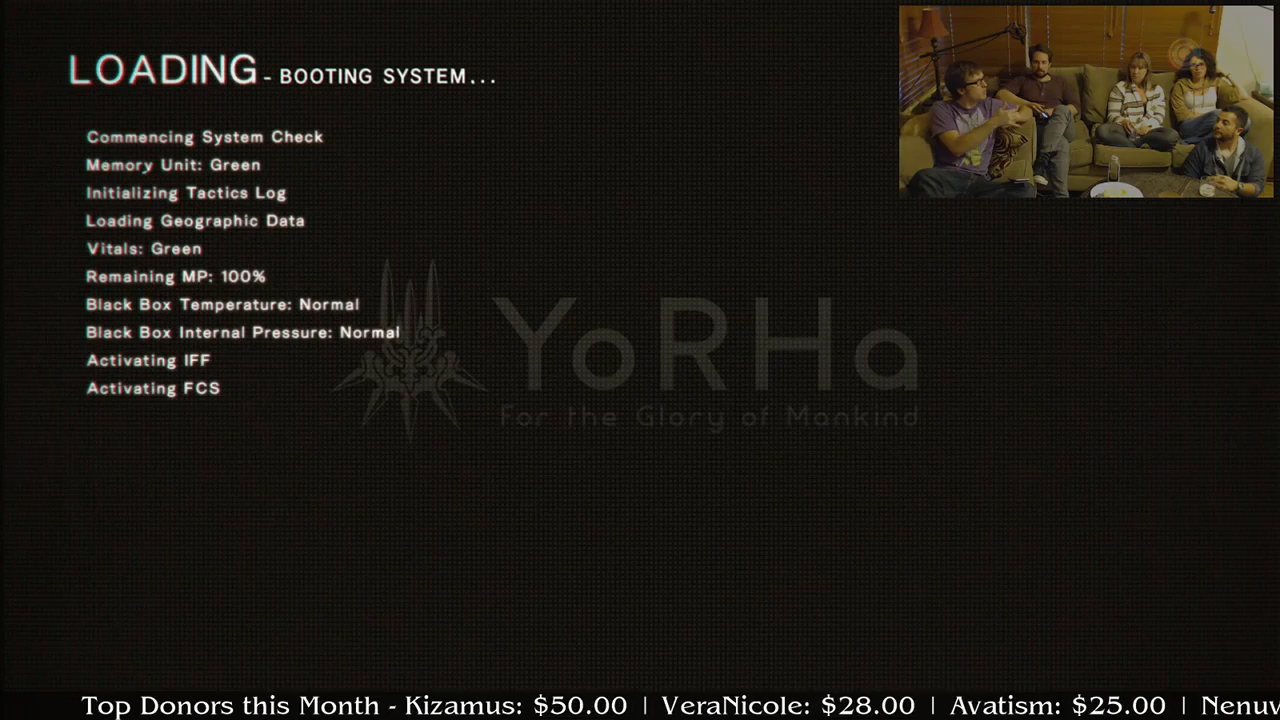 LOADING - BOOTING SYSTEM...
Commencing System Check
Memory Unit: Green
Initializing Tactics Log
Loading Geographic Data
Vitals: Green
Remaining MP: 100%
Black Box Temperature: Normal
Black Box Internal Pressure: Normal
Activating IFF
Activating FCS
YoRHa
For the Glory of Mankind
Top Donors this Month - Kizamus: $50.00 | VeraNicole: $28.00 | Avatism: $25.00 |